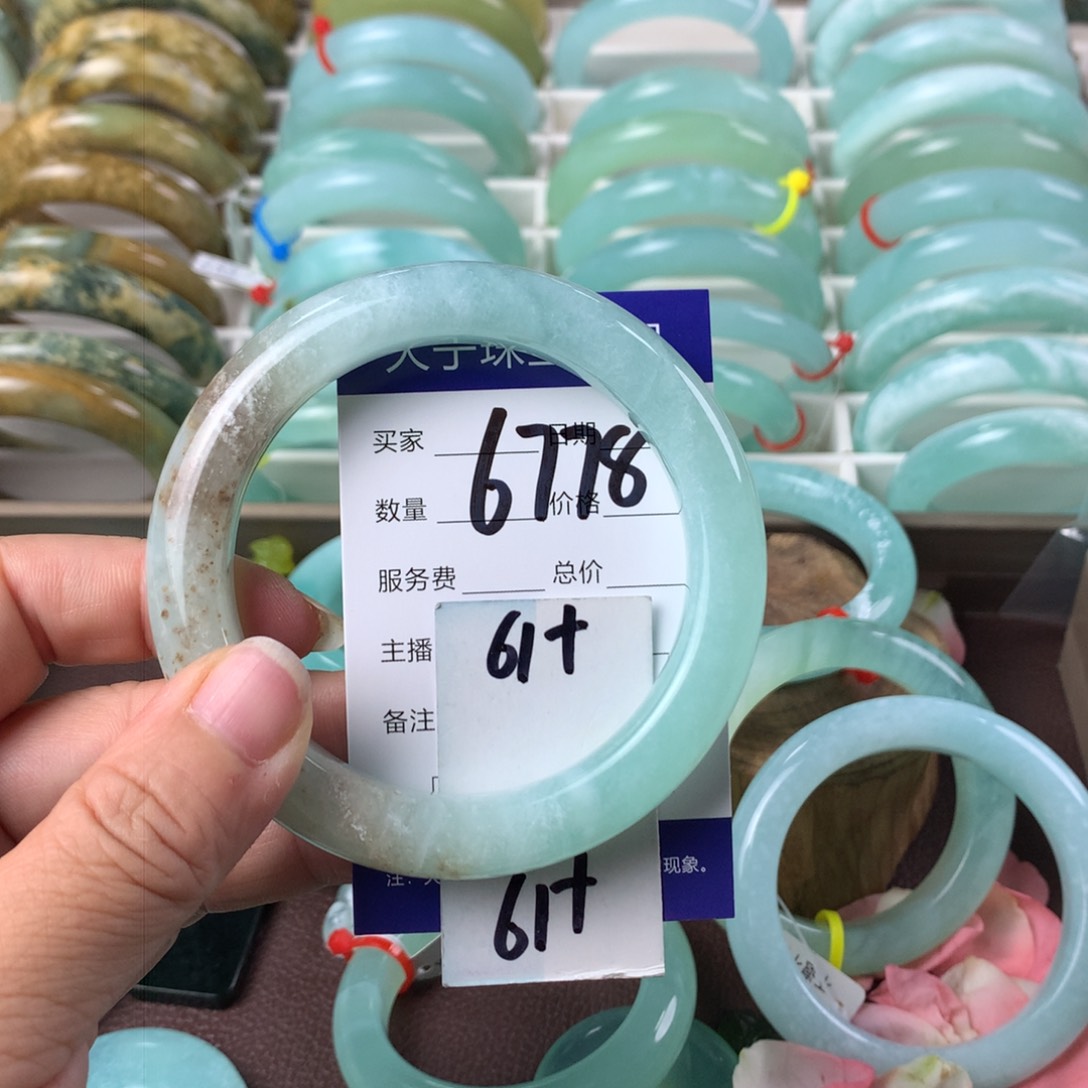 6778
买家 日期
数量 价格
服务费 总价
主播
61+
备注
现象。
61+